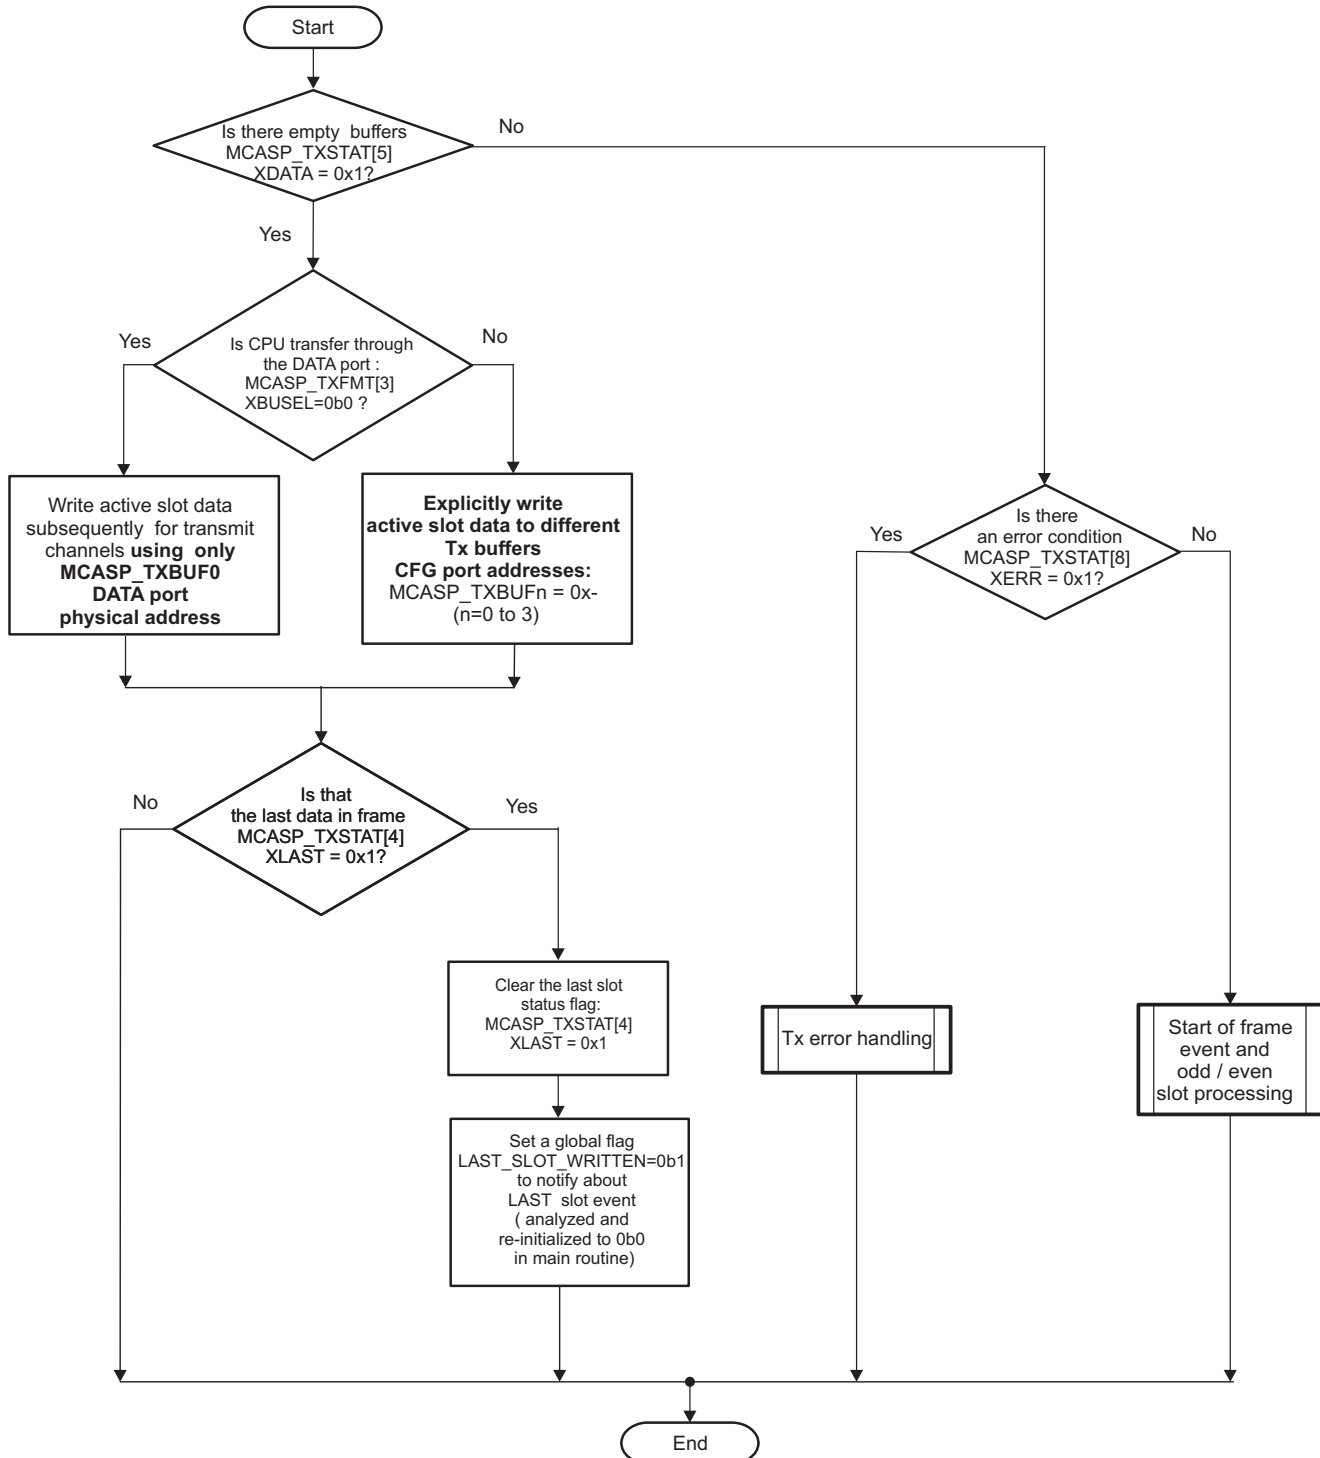 Start
Is there empty buffers
MCASP_TXSTAT[5]
XDATA = 0x1?
No
Yes
Is CPU transfer through
the DATA port :
MCASP_TXFMT[3]
XBUSEL=0b0 ?
Yes
No
Write active slot data
subsequently for transmit
channels using only
MCASP_TXBUF0
DATA port
physical address
Explicitly write
active slot data to different
Tx buffers
CFG port addresses:
MCASP_TXBUFn = 0x-
(n=0 to 3)
Is there
an error condition
MCASP_TXSTAT[8]
XERR = 0x1?
Yes
No
Is that
the last data in frame
MCASP_TXSTAT[4]
XLAST = 0x1?
No
Yes
Clear the last slot
status flag:
MCASP_TXSTAT[4]
XLAST = 0x1
Tx error handling
Start of frame
event and
odd / even
slot processing
Set a global flag
LAST_SLOT_WRITTEN=0b1
to notify about
LAST slot event
( analyzed and
re-initialized to 0b0
in main routine)
End